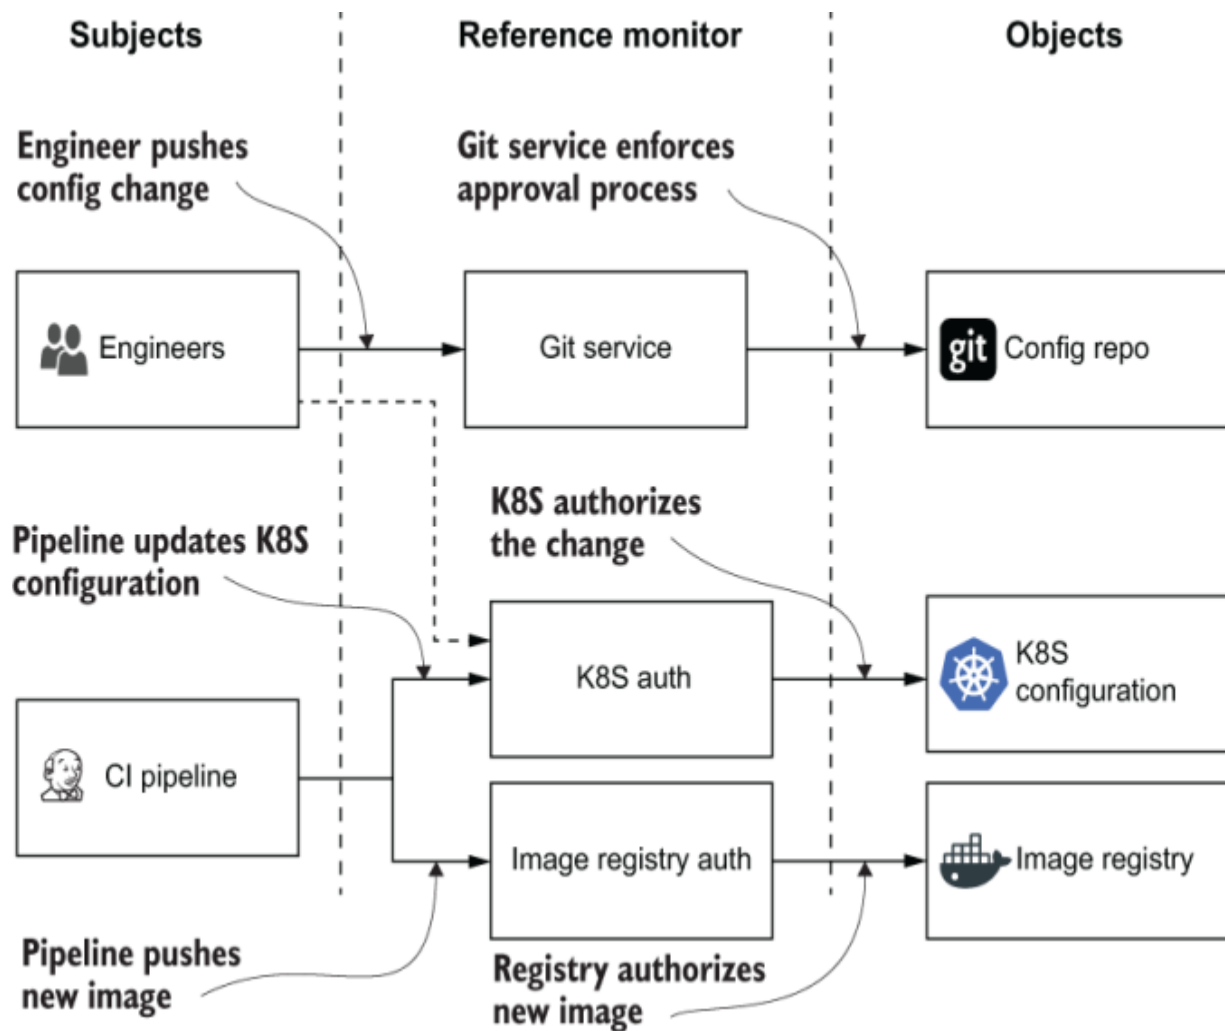 Subjects
Reference monitor
Objects
Engineer pushes
config change
Git service enforces
approval process
Engineers
Git service
git
Config repo
Pipeline updates K8S
configuration
K8S authorizes
the change
K8S auth
K8S
configuration
CI pipeline
Image registry auth
Image registry
Pipeline pushes
new image
Registry authorizes
new image